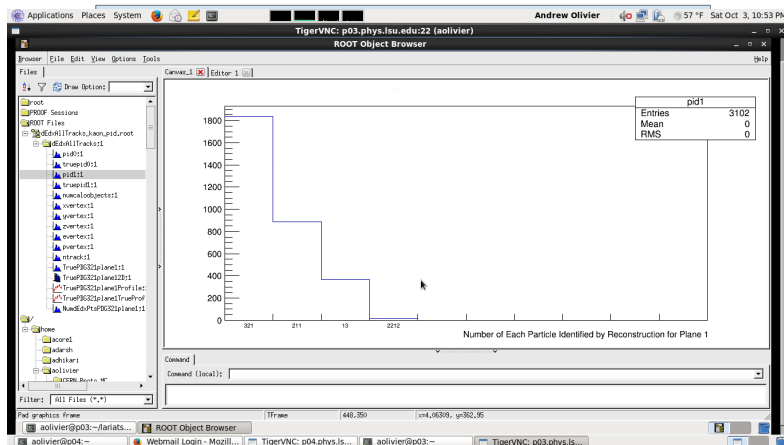 Applications Places System Andrew Olivier 57 °F Sat Oct 3, 10:53 PM
TigerVNC: p03.phys.lsu.edu:22 (aolivier)
ROOT Object Browser
Browser File Edit View Options Tools Help
Files
Canvas_1 Editor 1
Draw Option:
root
PROOF Sessions
ROOT Files
dEdxAllTracks_kaon_pid.root
dEdxAllTracks;1
pid0;1
truepid0;1
pid1;1
truepid1;1
numcaloobjects;1
xvertex;1
yvertex;1
zvertex;1
evertex;1
pvertex;1
ntrack;1
TruePDG321plane1;1
TruePDG321plane12D;1
TruePDG321plane1Profile;
TruePDG321plane1TrueProf
NumdEdxPtsPDG321plane1;1
/
home
acorel
adarsh
adhikari
aolivier
Filter: All Files (*.*)
pid1
Entries 3102
Mean 0
RMS 0
1800
1600
1400
1200
1000
800
600
400
200
0
321 211 13 2212
Number of Each Particle Identified by Reconstruction for Plane 1
Command
Command (local):
Pad graphics frame TFrame 448,350 x=4.06309, y=362.95
aolivier@p03:~/lariats... ROOT Object Browser
aolivier@p04:~ Webmail Login - Mozill... TigerVNC: p04.phys.ls... aolivier@p03:~ TigerVNC: p03.phys.ls...